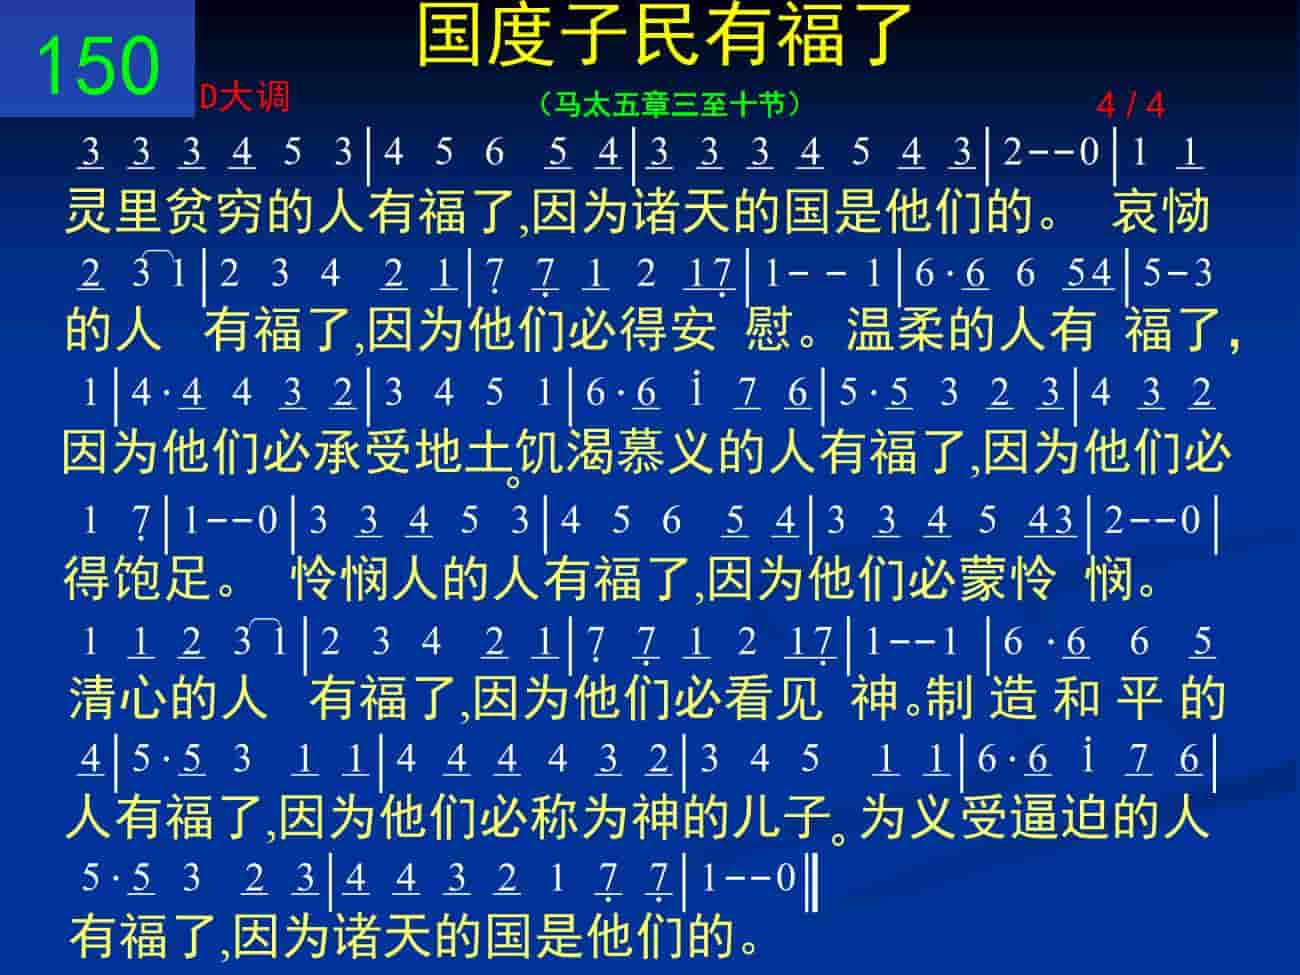 国度子民有福了
150
D大调
（马太五章三至十节）
4/4
3 3 3 4 5 3|4 5 6 5 4|3 3 3 4 5 4 3|2--0|1 1
灵里贫穷的人有福了,因为诸天的国是他们的。 哀恸
2 3 1|2 3 4 2 1|7 7 1 2 17|1- - 1|6·6 6 54|5-3
的人 有福了,因为他们必得安 慰。温柔的人有 福了，
1|4·4 4 3 2|3 4 5 1|6·6 i 7 6|5·5 3 2 3|4 3 2
因为他们必承受地土。饥渴慕义的人有福了,因为他们必
1 7|1--0|3 3 4 5 3|4 5 6 5 4|3 3 4 5 43|2--0|
得饱足。 怜悯人的人有福了,因为他们必蒙怜 悯。
1 1 2 3 1|2 3 4 2 1|7 7 1 2 17|1--1|6 ·6 6 5
清心的人 有福了,因为他们必看见 神。制 造 和 平 的
4|5·5 3 1 1|4 4 4 4 3 2|3 4 5 1 1|6·6 i 7 6|
人有福了,因为他们必称为神的儿子。为义受逼迫的人
5·5 3 2 3|4 4 3 2 1 7 7|1--0‖
有福了,因为诸天的国是他们的。